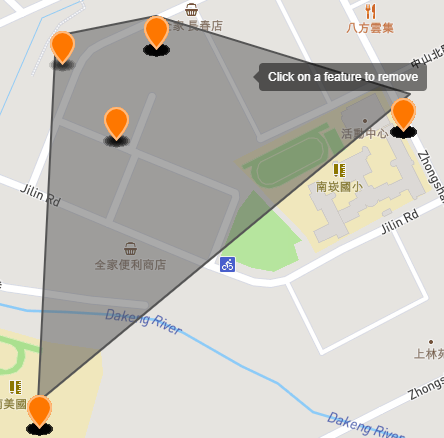 全家長春店
八方雲集
中山北
Click on a feature to remove
活動中心
Zhongsha
南崁國小
Jilin Rd
Jilin Rd
全家便利商店
Dakeng River
上林苑
南美國
Zhongs
Dakeng River